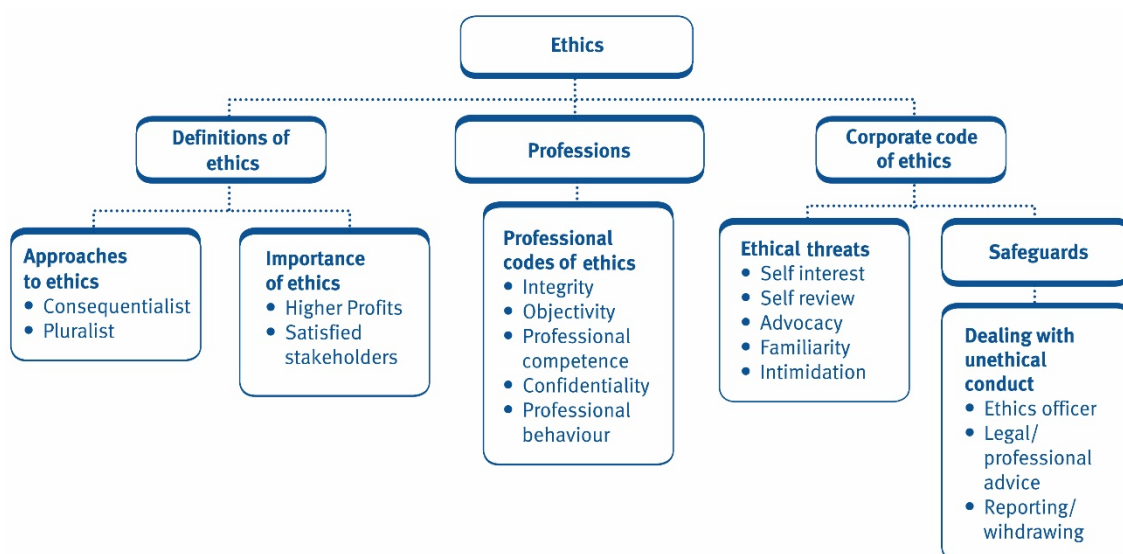 Ethics
Definitions of
ethics
Professions
Corporate code
of ethics
Approaches
to ethics
• Consequentialist
• Pluralist
Importance
of ethics
• Higher Profits
• Satisfied
stakeholders
Professional
codes of ethics
• Integrity
• Objectivity
• Professional
competence
• Confidentiality
• Professional
behaviour
Ethical threats
• Self interest
• Self review
• Advocacy
• Familiarity
• Intimidation
Safeguards
Dealing with
unethical
conduct
• Ethics officer
• Legal/
professional
advice
• Reporting/
wihdrawing